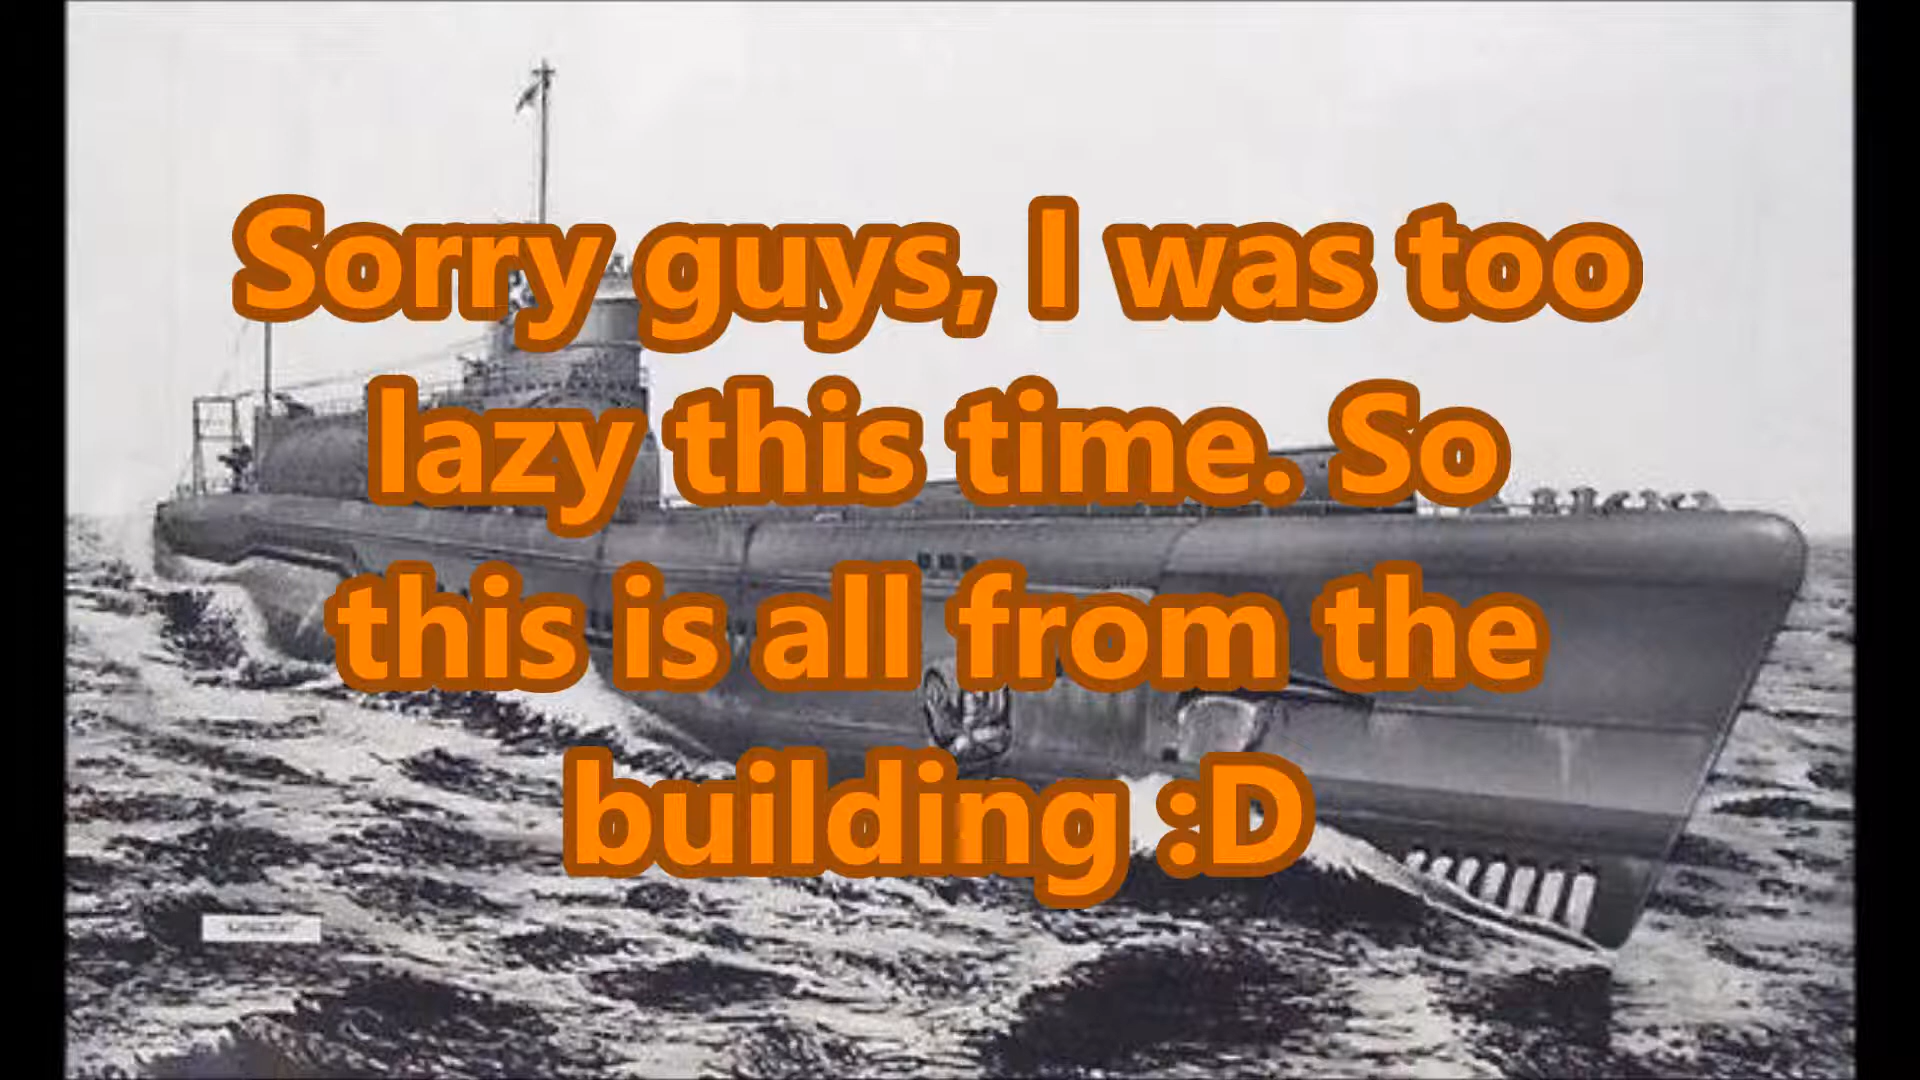 Sorry guys, I was too
lazy this time. So
this is all from the
building :D